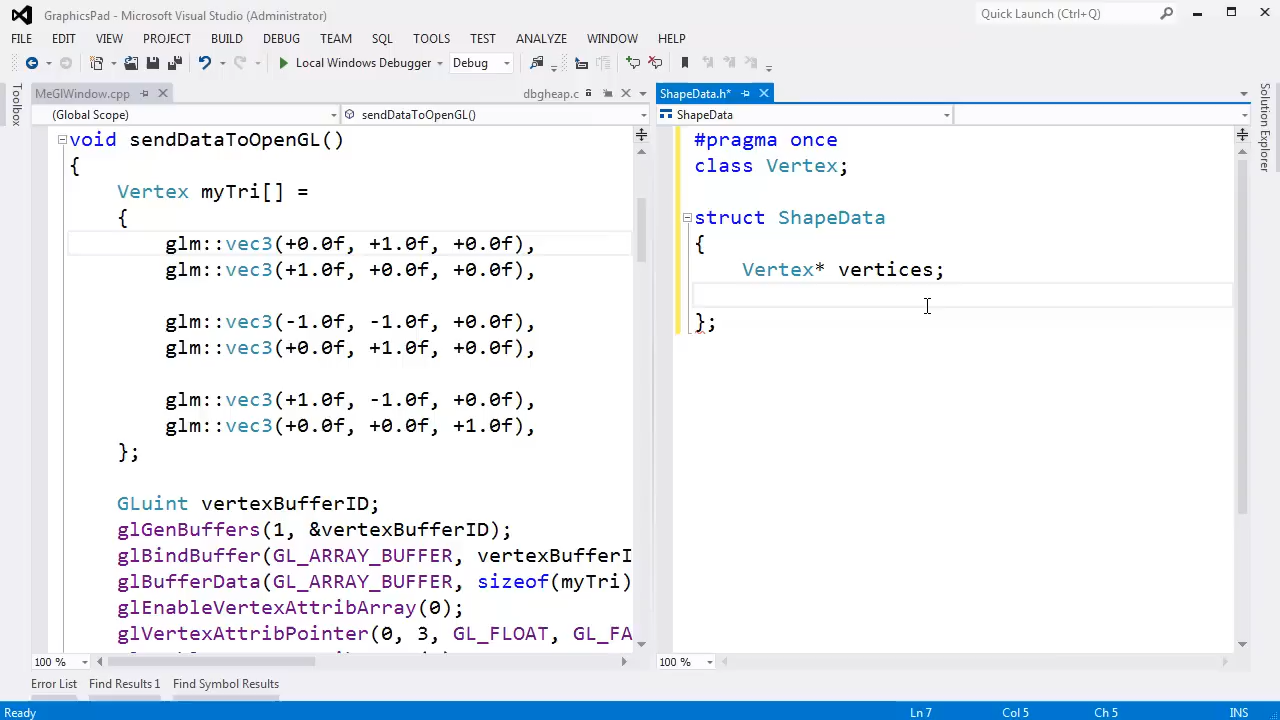 GraphicsPad - Microsoft Visual Studio (Administrator)
Quick Launch (Ctrl+Q)
FILE EDIT VIEW PROJECT BUILD DEBUG TEAM SQL TOOLS TEST ANALYZE WINDOW HELP
Local Windows Debugger Debug
Toolbox
MeGlWindow.cpp dbgheap.c
(Global Scope) sendDataToOpenGL()
void sendDataToOpenGL()
{
Vertex myTri[] =
{
glm::vec3(+0.0f, +1.0f, +0.0f),
glm::vec3(+1.0f, +0.0f, +0.0f),
glm::vec3(-1.0f, -1.0f, +0.0f),
glm::vec3(+0.0f, +1.0f, +0.0f),
glm::vec3(+1.0f, -1.0f, +0.0f),
glm::vec3(+0.0f, +0.0f, +1.0f),
};
GLuint vertexBufferID;
glGenBuffers(1, &vertexBufferID);
glBindBuffer(GL_ARRAY_BUFFER, vertexBufferI
glBufferData(GL_ARRAY_BUFFER, sizeof(myTri)
glEnableVertexAttribArray(0);
glVertexAttribPointer(0, 3, GL_FLOAT, GL_FA
100 %
ShapeData.h*
ShapeData
#pragma once
class Vertex;
struct ShapeData
{
Vertex* vertices;
};
100 %
Solution Explorer
Error List Find Results 1 Find Symbol Results
Ready Ln 7 Col 5 Ch 5 INS